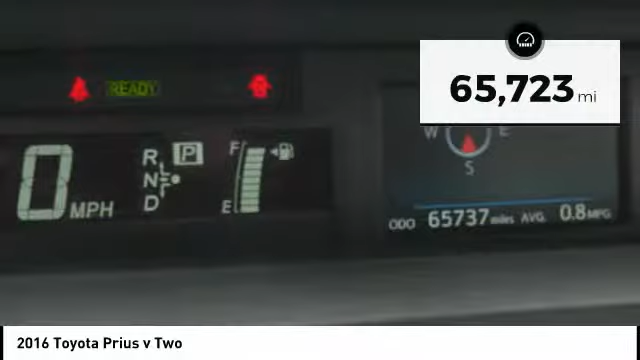 65,723 mi
READY
W E
S
0 MPH
R P
N
D
F
E
ODO 65737 miles AVG. 0.8 MPG
2016 Toyota Prius v Two